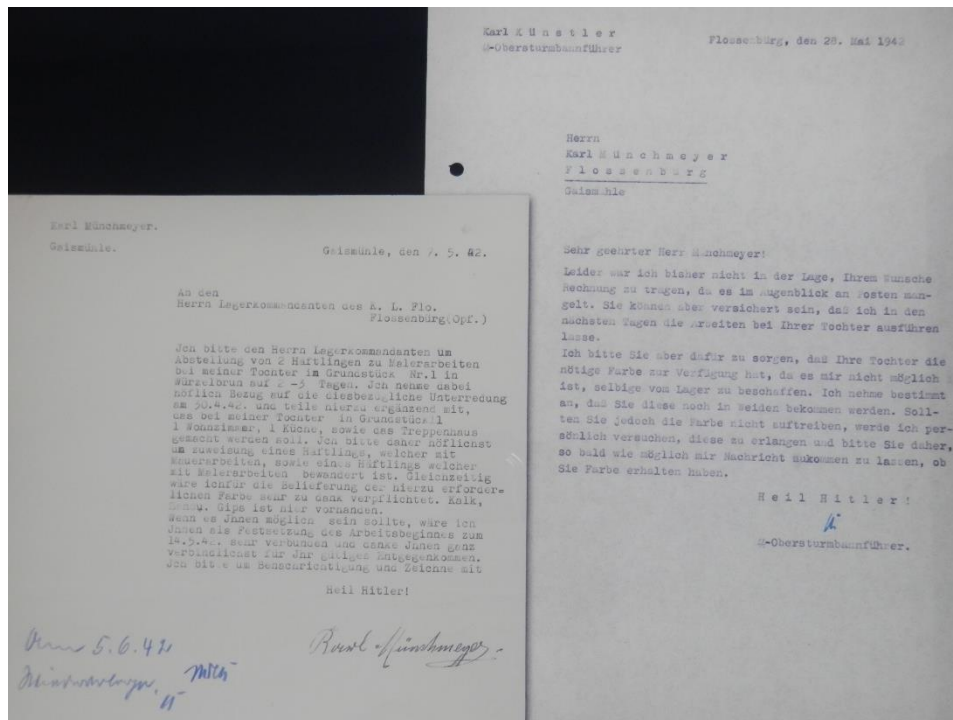 Karl Münchmeyer.
Gaismühle.
Gaismühle, den 7. 5. 42.
An den
Herrn Lagerkommandanten des K. L. Flo.
Flossenbürg(Opf.)
Jch bitte den Herrn Lagerkommandanten um
Abstellung von 2 Häftlingen zu Malerarbeiten
bei meiner Tochter im Grundstück Nr.1 in
Würzelbrun auf 2 -3 Tagen. Jch nehme dabei
höflich Bezug auf die diesbezügliche Unterredung
am 30.4.42. und teile hierzu ergänzend mit,
das bei meiner Tochter in Grundstück 1
1 Wohnzimmer, 1 Küche, sowie das Treppenhaus
gemacht werden soll. Jch bitte daher höflichst
um zuweisung eines Häftlings, welcher mit
Mauerarbeiten, sowie eines Häftlings welcher
mit Malerarbeiten bewandert ist. Gleichzeitig
wäre ichfür die Belieferung der hierzu erforder=
lichen Farbe sehr zu dank verpflichtet. Kalk,
Gips ist hier vorhanden.
Wenn es Jhnen möglich sein sollte, wäre ich
Jhnen als Festsetzung des Arbeitsbeginnes zum
14.5.42. sehr verbunden und danke Jhnen ganz
verbindlichst für Jhr gütiges Entgegenkommen.
Jch bitte um Benachrichtigung und Zeichne mit
Heil Hitler!
Karl Münchmeyer
5.6.42
Karl K ü n s t l e r
ᛋᛋ-Obersturmbannführer
Flossenbürg, den 28. Mai 1942
Herrn
Karl M ü n c h m e y e r
F l o s s e n b ü r g
Gaismühle
Sehr geehrter Herr Münchmeyer!
Leider war ich bisher nicht in der Lage, Ihrem Wunsche
Rechnung zu tragen, da es im Augenblick an Posten man-
gelt. Sie können aber versichert sein, daß ich in den
nächsten Tagen die Arbeiten bei Ihrer Tochter ausführen
lasse.
Ich bitte Sie aber dafür zu sorgen, daß Ihre Tochter die
nötige Farbe zur Verfügung hat, da es mir nicht möglich
ist, selbige vom Lager zu beschaffen. Ich nehme bestimmt
an, daß Sie diese noch in Weiden bekommen werden. Soll-
ten Sie jedoch die Farbe nicht auftreiben, werde ich per-
sönlich versuchen, diese zu erlangen und bitte Sie daher,
so bald wie möglich mir Nachricht zukommen zu lassen, ob
Sie Farbe erhalten haben.
H e i l  H i t l e r !
ᛋᛋ-Obersturmbannführer.